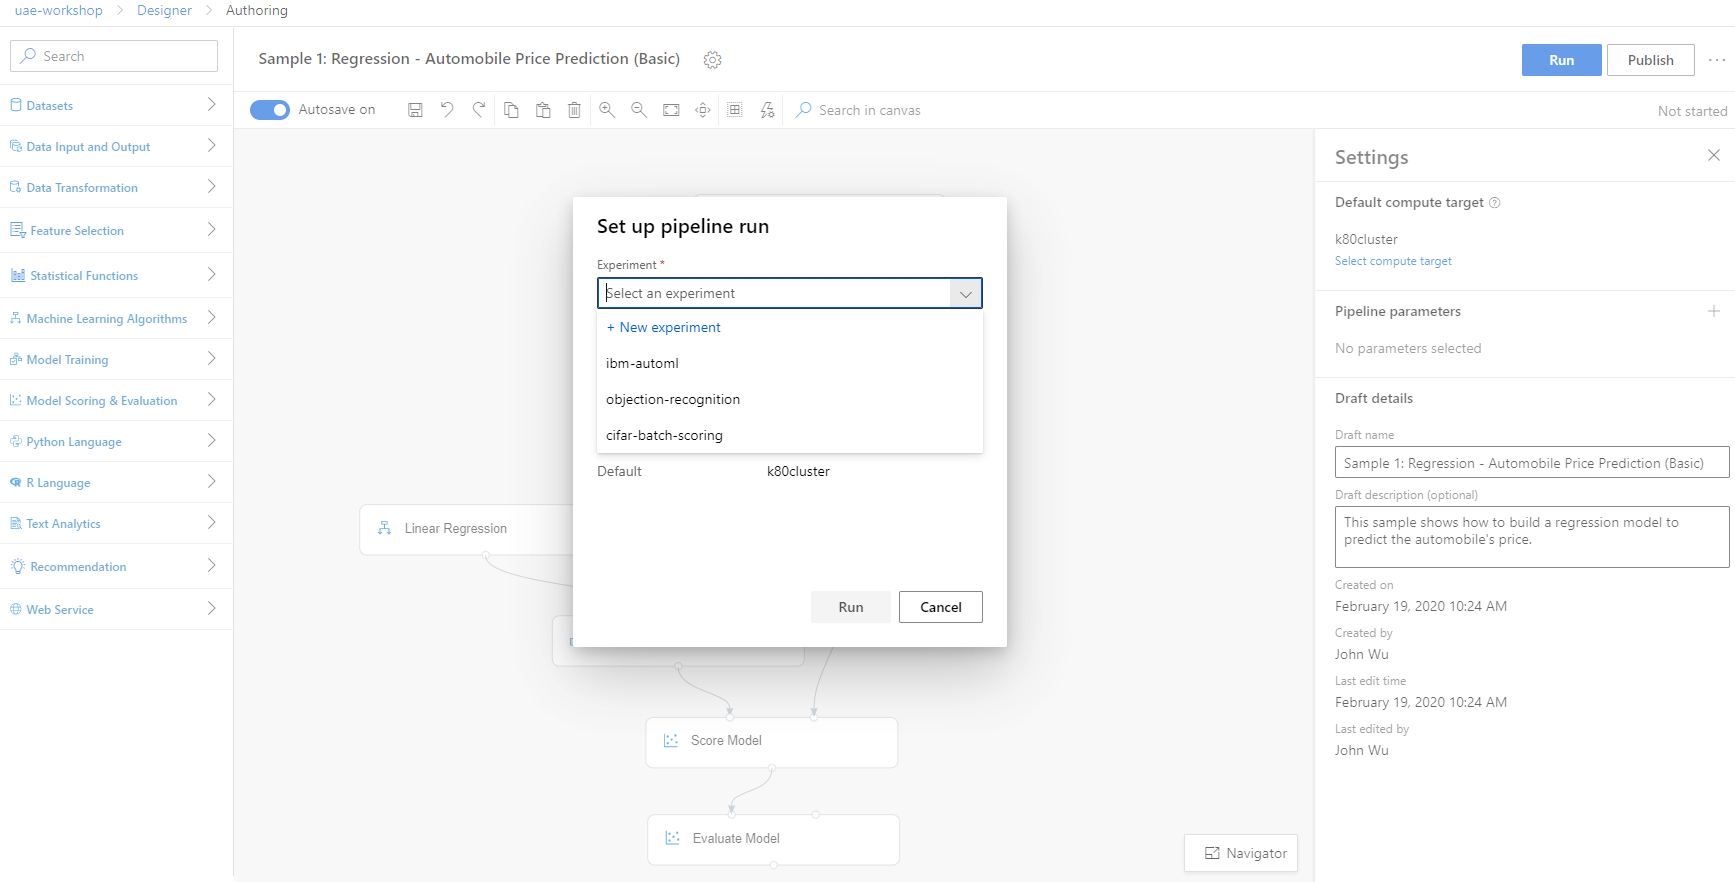 uae-workshop > Designer > Authoring
Search
Datasets
Data Input and Output
Data Transformation
Feature Selection
Statistical Functions
Machine Learning Algorithms
Model Training
Model Scoring & Evaluation
Python Language
R Language
Text Analytics
Recommendation
Web Service
Sample 1: Regression - Automobile Price Prediction (Basic)
Run
Publish
Autosave on
Search in canvas
Not started
Set up pipeline run
Experiment *
Select an experiment
+ New experiment
ibm-automl
objection-recognition
cifar-batch-scoring
Default k80cluster
Run
Cancel
Linear Regression
Score Model
Evaluate Model
Navigator
Settings
Default compute target
k80cluster
Select compute target
Pipeline parameters
No parameters selected
Draft details
Draft name
Sample 1: Regression - Automobile Price Prediction (Basic)
Draft description (optional)
This sample shows how to build a regression model to
predict the automobile's price.
Created on
February 19, 2020 10:24 AM
Created by
John Wu
Last edit time
February 19, 2020 10:24 AM
Last edited by
John Wu